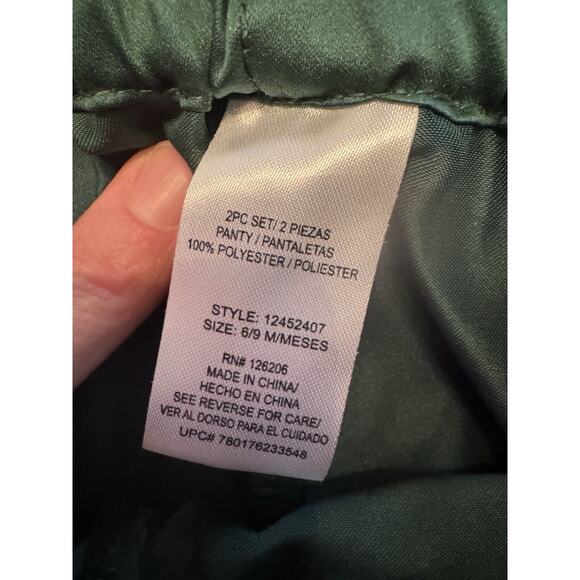 2PC SET/ 2 PIEZAS
PANTY / PANTALETAS
100% POLYESTER / POLIESTER
STYLE: 12452407
SIZE: 6/9 M/MESES
RN# 126206
MADE IN CHINA/
HECHO EN CHINA
SEE REVERSE FOR CARE/
VER AL DORSO PARA EL CUIDADO
UPC# 780176233548